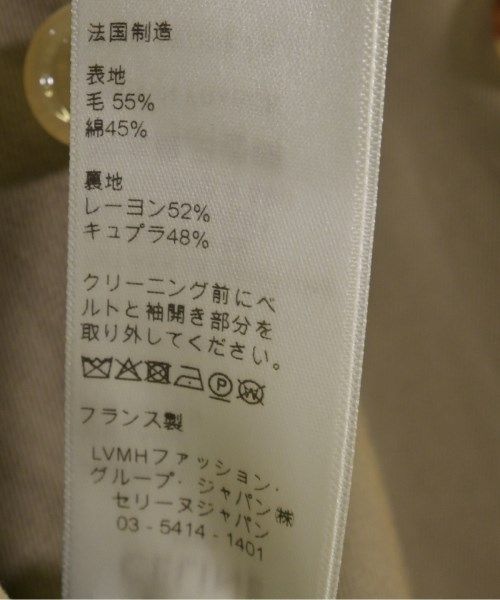 法国制造
表地
毛 55%
綿45%
裏地
レーヨン52%
キュプラ48%
クリーニング前にベ
ルトと袖開き部分を
取り外してください。
P W
フランス製
LVMHファッション・
グループ・ジャパン㈱
セリーヌジャパン
03 - 5414 - 1401